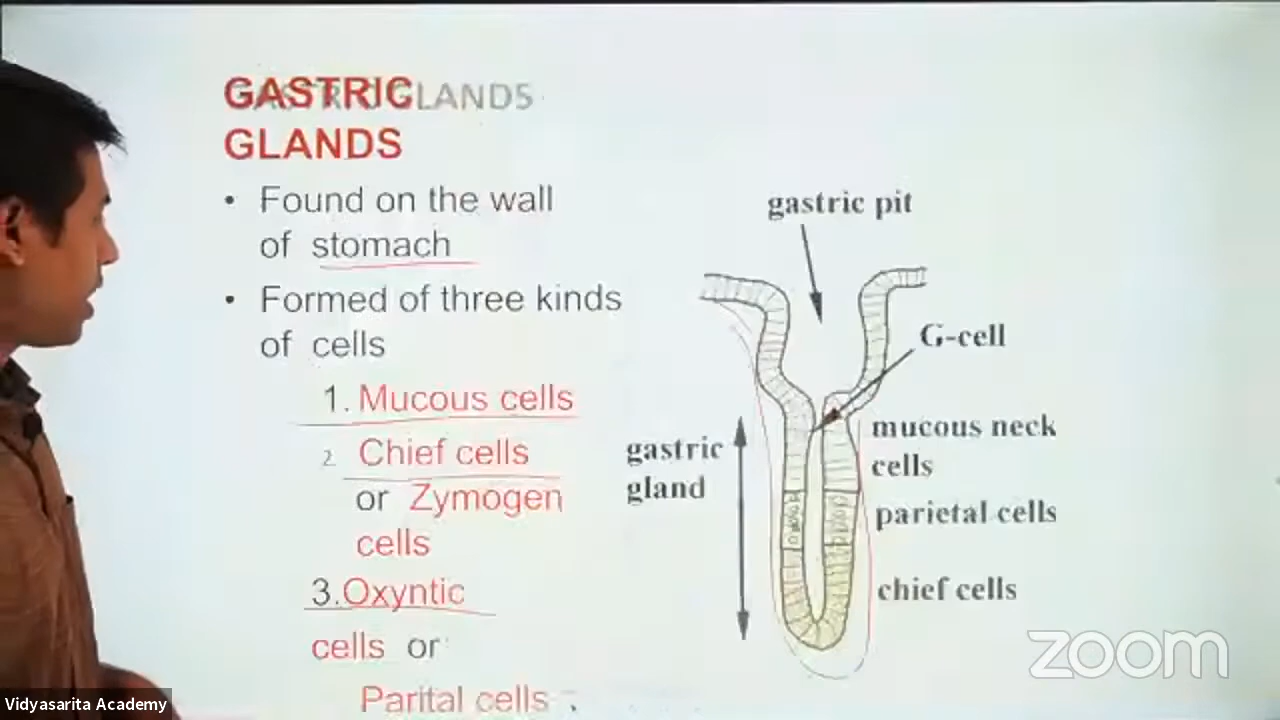 GASTRIC GLANDS
GASTRIC
GLANDS
• Found on the wall
of stomach
• Formed of three kinds
of cells
1. Mucous cells
2. Chief cells
or Zymogen
cells
3.Oxyntic
cells or
Parital cells
gastric pit
G-cell
mucous neck
cells
gastric
gland
parietal cells
chief cells
zoom
Vidyasarita Academy